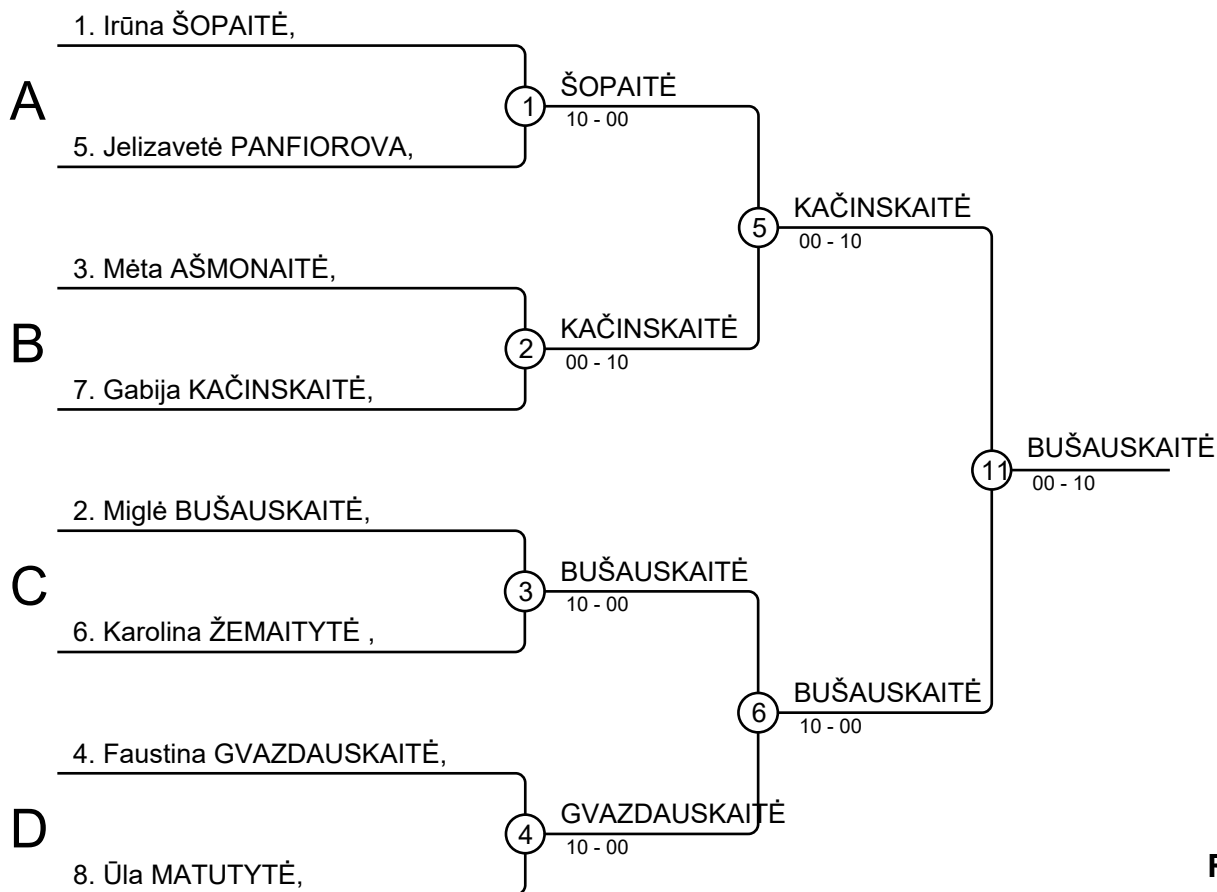 1. Irūna ŠOPAITĖ,
A
1
ŠOPAITĖ
10 - 00
5. Jelizavetė PANFIOROVA,
5
KAČINSKAITĖ
00 - 10
3. Mėta AŠMONAITĖ,
B
2
KAČINSKAITĖ
00 - 10
7. Gabija KAČINSKAITĖ,
11
BUŠAUSKAITĖ
00 - 10
2. Miglė BUŠAUSKAITĖ,
C
3
BUŠAUSKAITĖ
10 - 00
6. Karolina ŽEMAITYTĖ ,
6
BUŠAUSKAITĖ
10 - 00
4. Faustina GVAZDAUSKAITĖ,
D
4
GVAZDAUSKAITĖ
10 - 00
8. Ūla MATUTYTĖ,